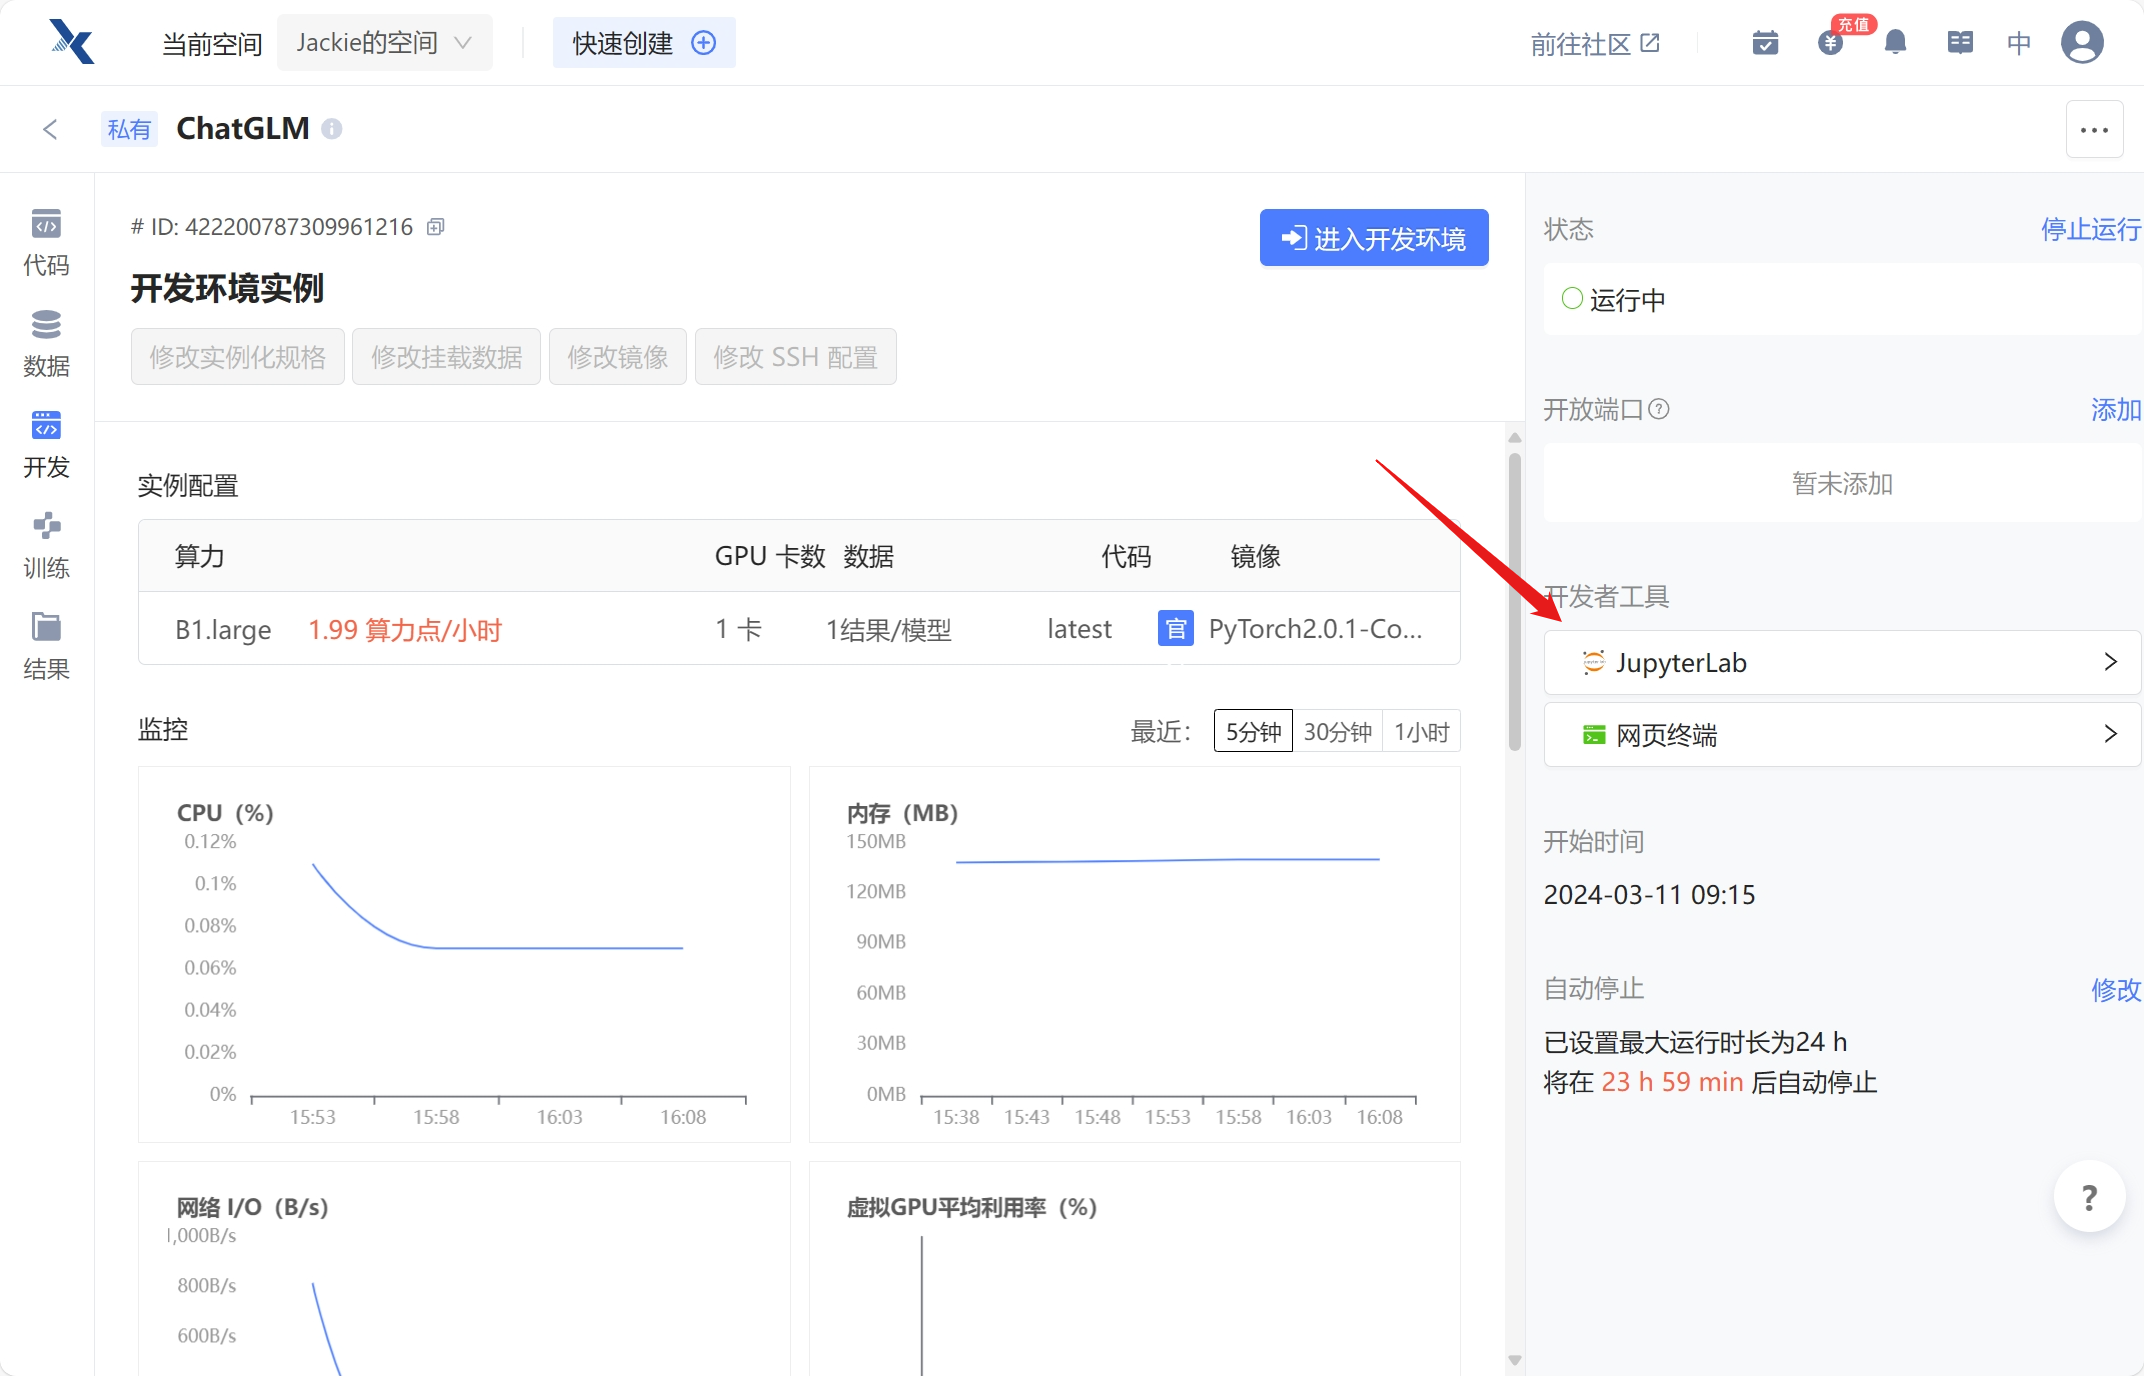 当前空间 Jackie的空间 快速创建 前往社区 充值 中
私有 ChatGLM
代码
数据
开发
训练
结果
# ID: 422200787309961216
进入开发环境
开发环境实例
修改实例化规格 修改挂载数据 修改镜像 修改 SSH 配置
实例配置
算力 GPU 卡数 数据 代码 镜像
B1.large 1.99 算力点/小时 1 卡 1结果/模型 latest 官 PyTorch2.0.1-Co...
监控 最近： 5分钟 30分钟 1小时
CPU（%）
0.12%
0.1%
0.08%
0.06%
0.04%
0.02%
0%
15:53 15:58 16:03 16:08
内存（MB）
150MB
120MB
90MB
60MB
30MB
0MB
15:38 15:43 15:48 15:53 15:58 16:03 16:08
网络 I/O（B/s）
1,000B/s
800B/s
600B/s
虚拟GPU平均利用率（%）
状态 停止运行
运行中
开放端口 ? 添加
暂未添加
开发者工具
JupyterLab
网页终端
开始时间
2024-03-11 09:15
自动停止 修改
已设置最大运行时长为24 h
将在 23 h 59 min 后自动停止
?